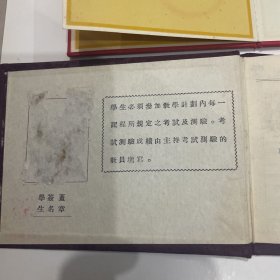 學生必須參加教學計劃內每一
課程所規定之考試及測驗。考
試測驗成績由主持考試測驗的
教員填寫。
學生簽名蓋章